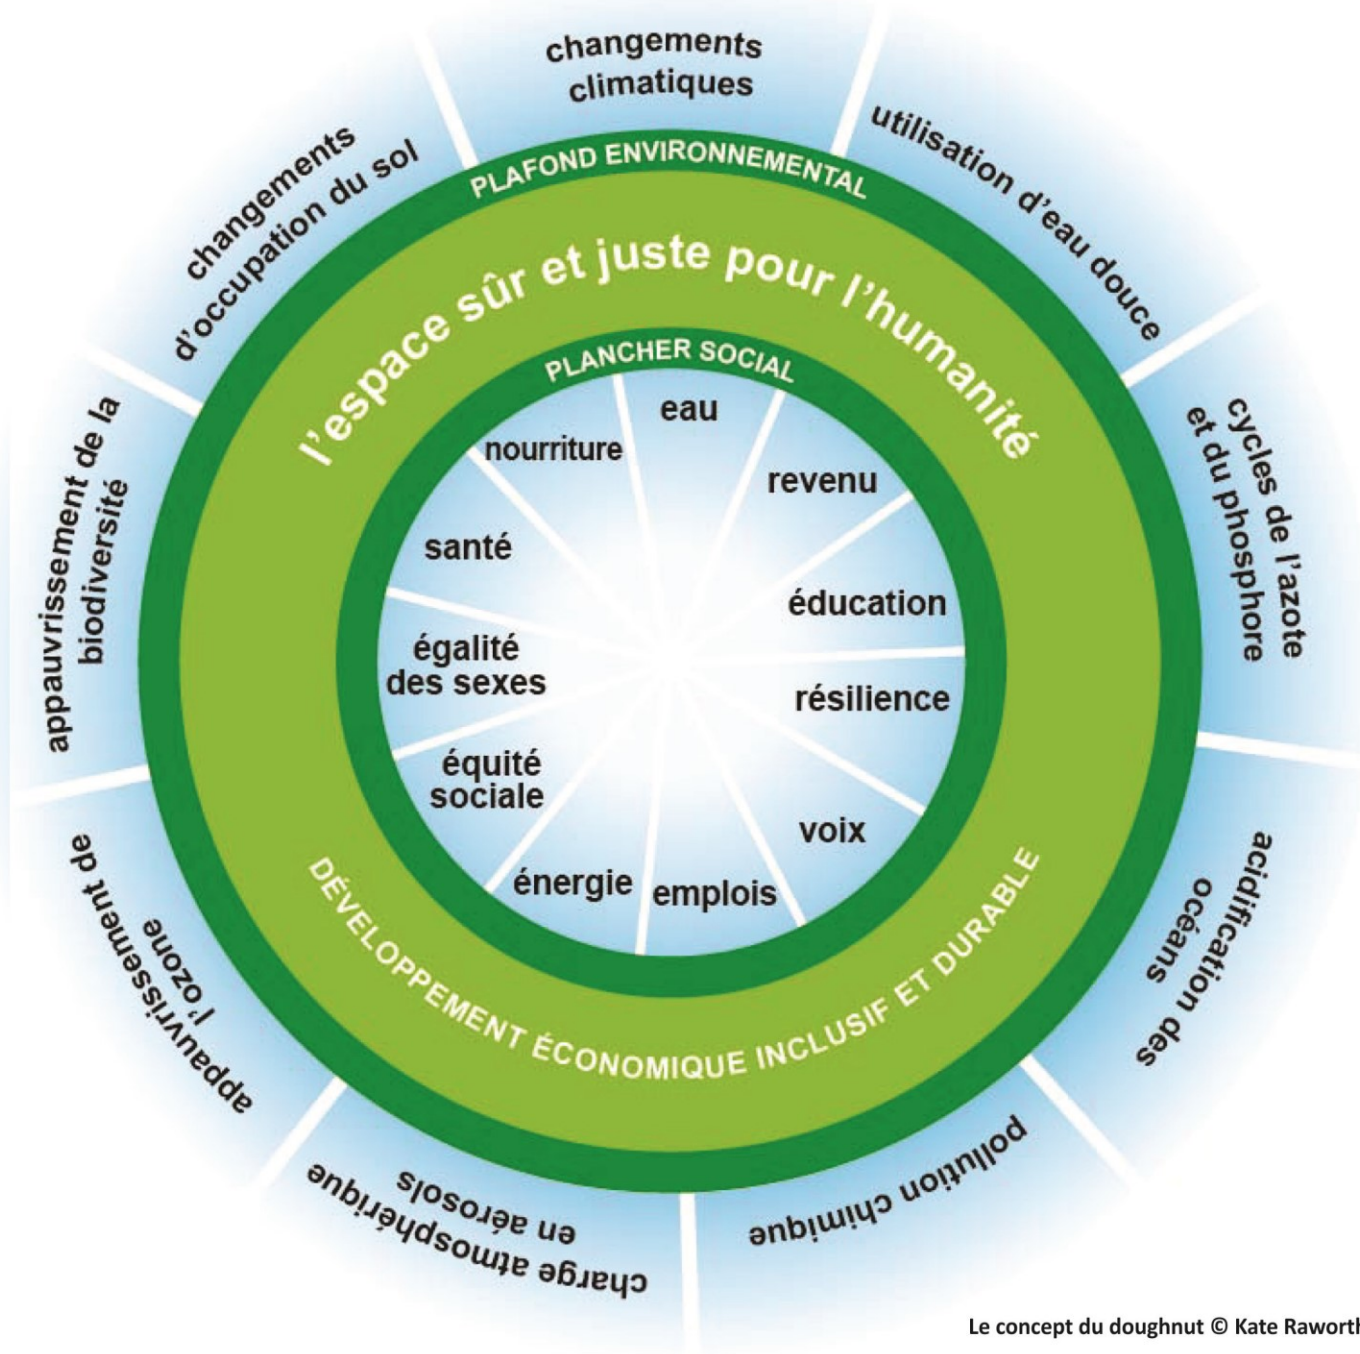 changements
climatiques
utilisation d'eau douce
cycles de l'azote
et du phosphore
acidification des
océans
pollution chimique
charge atmosphérique
en aérosols
appauvrissement de
l'ozone
appauvrissement de la
biodiversité
changements
d'occupation du sol
PLAFOND ENVIRONNEMENTAL
l'espace sûr et juste pour l'humanité
PLANCHER SOCIAL
eau
revenu
éducation
résilience
voix
emplois
énergie
équité
sociale
égalité
des sexes
santé
nourriture
DÉVELOPPEMENT ÉCONOMIQUE INCLUSIF ET DURABLE
Le concept du doughnut © Kate Raworth